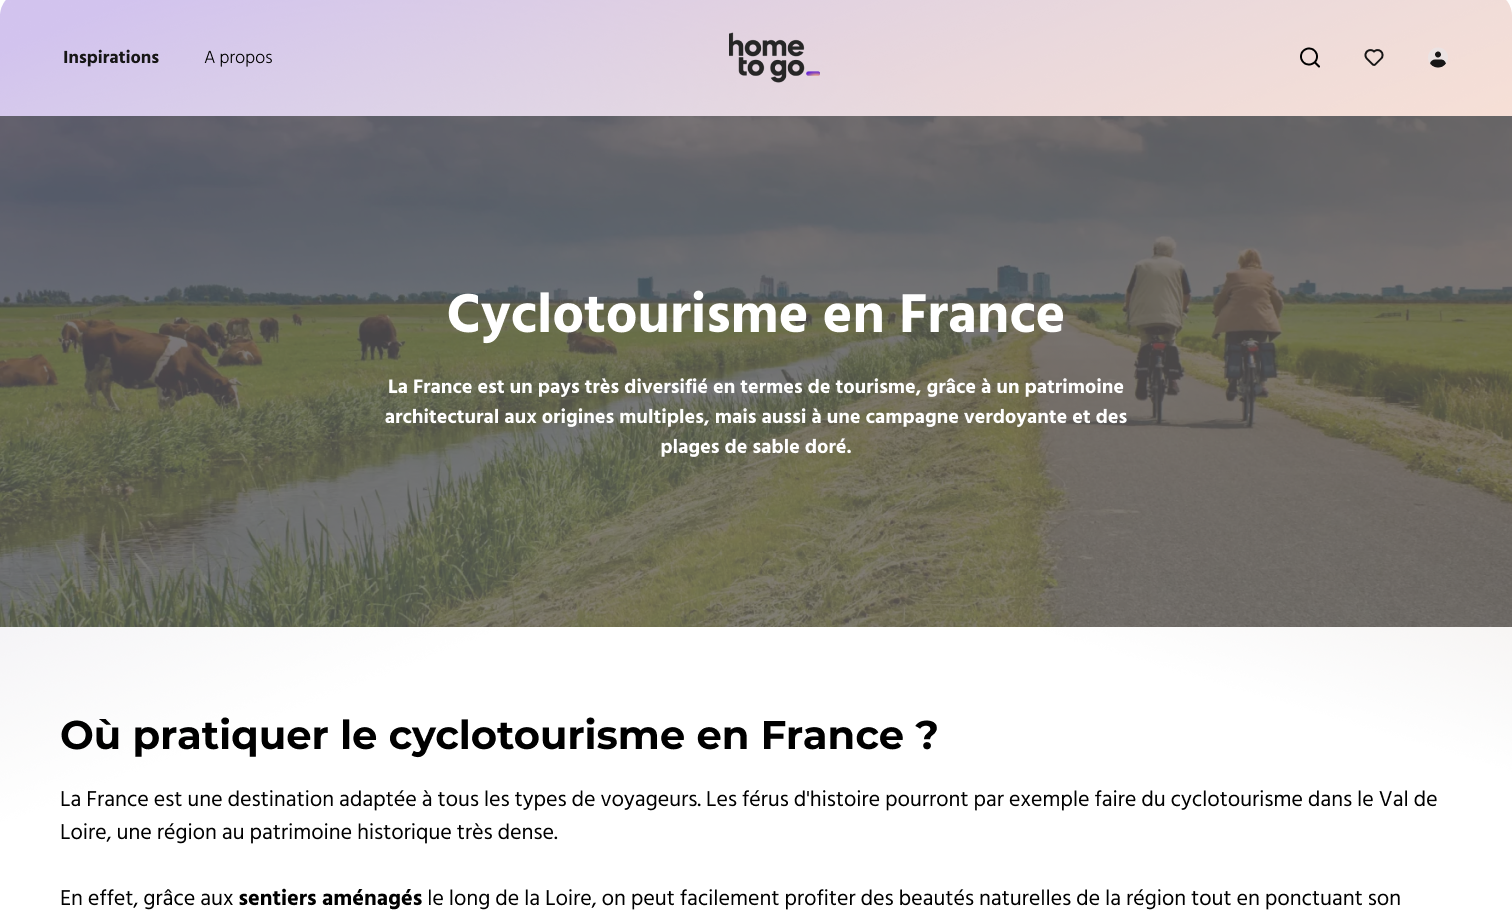 Inspirations
A propos
home
to go_
Cyclotourisme en France
La France est un pays très diversifié en termes de tourisme, grâce à un patrimoine
architectural aux origines multiples, mais aussi à une campagne verdoyante et des
plages de sable doré.
Où pratiquer le cyclotourisme en France ?
La France est une destination adaptée à tous les types de voyageurs. Les férus d'histoire pourront par exemple faire du cyclotourisme dans le Val de
Loire, une région au patrimoine historique très dense.
En effet, grâce aux sentiers aménagés le long de la Loire, on peut facilement profiter des beautés naturelles de la région tout en ponctuant son